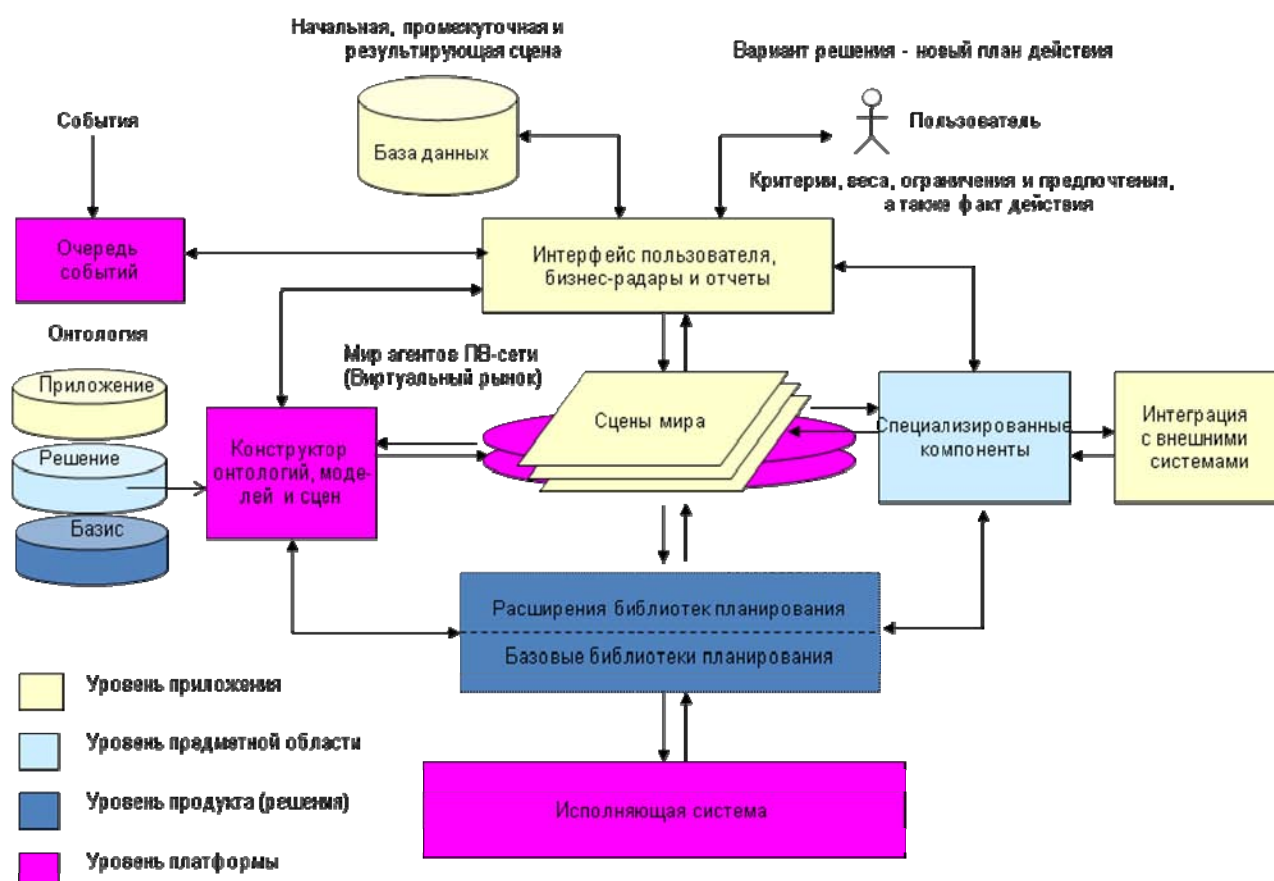 Начальная, промежуточная и
результирующая сцена
Вариант решения - новый план действия
События
База данных
Пользователь
Критерии, веса, ограничения и предпочтения,
а также факт действия
Очередь
событий
Интерфейс пользователя,
бизнес-радары и отчеты
Онтология
Мир агентов ПВ-сети
(Виртуальный рынок)
Приложение
Решение
Базис
Конструктор
онтологий, моде-
лей и сцен
Сцены мира
Специализированные
компоненты
Интеграция
с внешними
системами
Расширения библиотек планирования
Базовые библиотеки планирования
Уровень приложения
Уровень предметной области
Уровень продукта (решения)
Уровень платформы
Исполняющая система